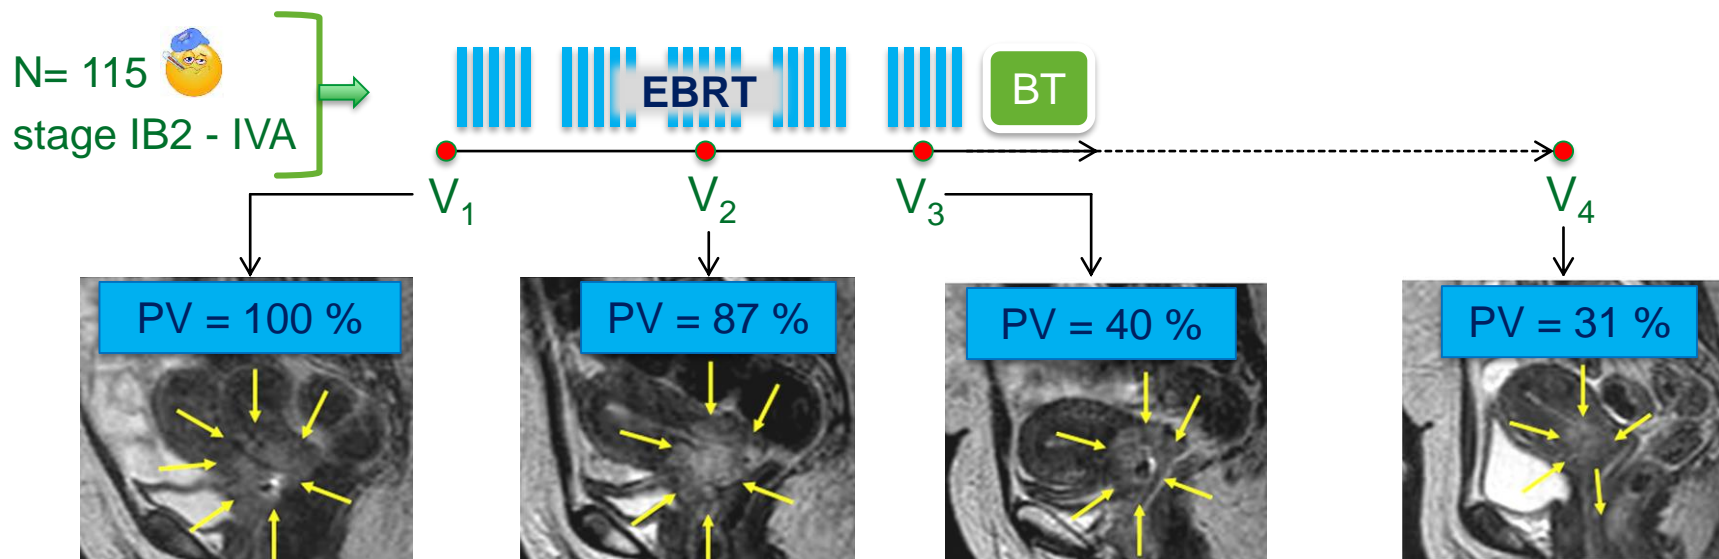 N= 115
stage IB2 - IVA
EBRT
BT
V1
V2
V3
V4
PV = 100 %
PV = 87 %
PV = 40 %
PV = 31 %